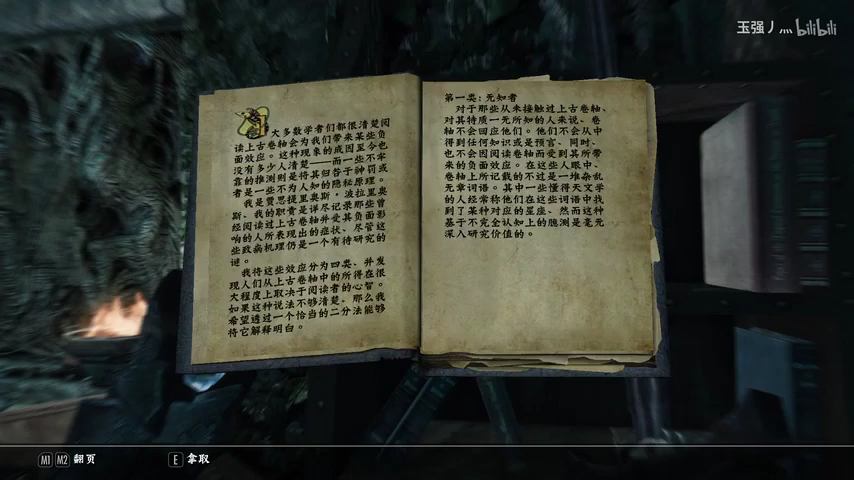 玉强丿灬 bilibili
大多数学者们都很清楚阅
读上古卷轴会为我们带来某些负
面效应。这种现象的成因至今也
没有多少人清楚——而一些不牢
靠的推测则是将其归咎于神罚或
者是一些不为人知的隐秘原理。
我是贾思提里奥斯·波拉里奥
斯、我的职责是详尽记录那些曾
经阅读过上古卷轴并受其负面影
响的人所表现出的症状、尽管这
些致病机理仍是一个有待研究的
谜。
我将这些效应分为四类、并发
现人们从上古卷轴中的所得在很
大程度上取决于阅读者的心智。
如果这种说法不够清楚、那么我
希望透过一个恰当的二分法能够
将它解释明白。
第一类：无知者
对于那些从未接触过上古卷轴、
对其特质一无所知的人来说、卷
轴不会回应他们。他们不会从中
得到任何知识或是预言、同时、
也不会因阅读卷轴而受到其所带
来的负面效应。在这些人眼中、
卷轴上所记载的不过是一堆杂乱
无章词语。其中一些懂得天文学
的人经常称他们在这些词语中找
到了某种对应的星座、然而这种
基于不完全认知上的臆测是毫无
深入研究价值的。
M1 M2 翻页
E 拿取